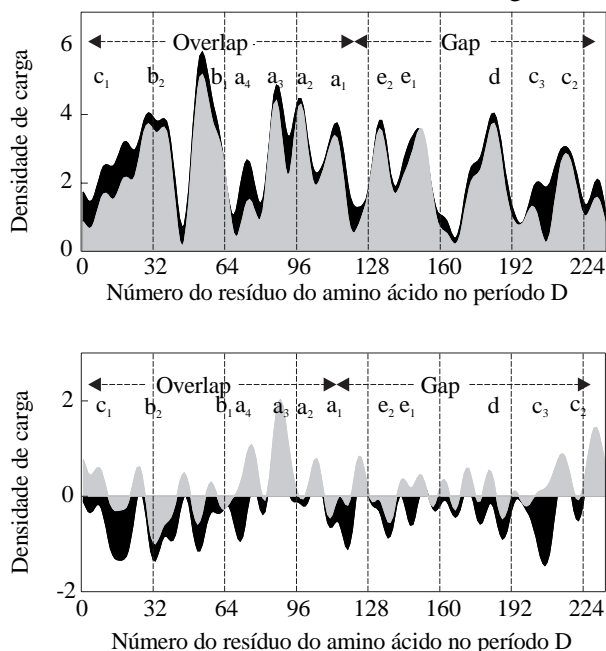 Densidade de carga
6
4
2
0
Overlap
Gap
c₁ b₂ b₁ a₄ a₃ a₂ a₁ e₂ e₁ d c₃ c₂
0 32 64 96 128 160 192 224
Número do resíduo do amino ácido no período D
Densidade de carga
2
0
-2
Overlap
Gap
c₁ b₂ b₁ a₄ a₃ a₂ a₁ e₂ e₁ d c₃ c₂
0 32 64 96 128 160 192 224
Número do resíduo do amino ácido no período D